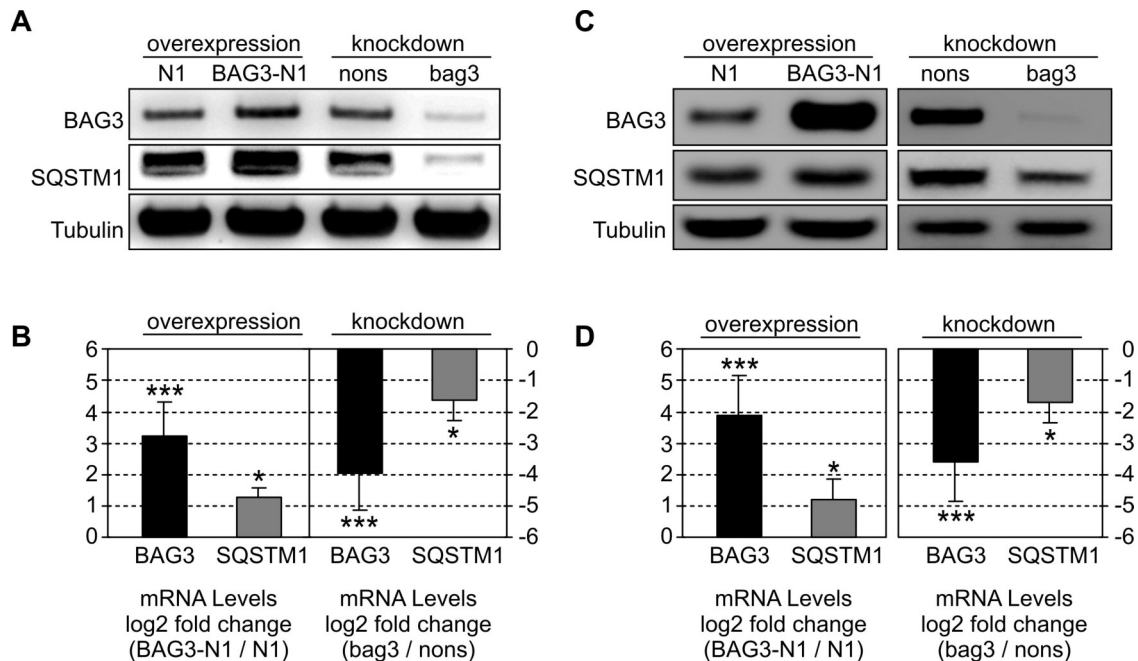 A
overexpression knockdown
N1 BAG3-N1 nons bag3
BAG3
SQSTM1
Tubulin
B
overexpression knockdown
6 0
5 -1
4 -2
3 -3
2 -4
1 -5
0 -6
*** * *** *
BAG3 SQSTM1 BAG3 SQSTM1
mRNA Levels mRNA Levels
log2 fold change log2 fold change
(BAG3-N1 / N1) (bag3 / nons)
C
overexpression knockdown
N1 BAG3-N1 nons bag3
BAG3
SQSTM1
Tubulin
D
overexpression knockdown
6 0
5 -1
4 -2
3 -3
2 -4
1 -5
0 -6
*** * *** *
BAG3 SQSTM1 BAG3 SQSTM1
mRNA Levels mRNA Levels
log2 fold change log2 fold change
(BAG3-N1 / N1) (bag3 / nons)